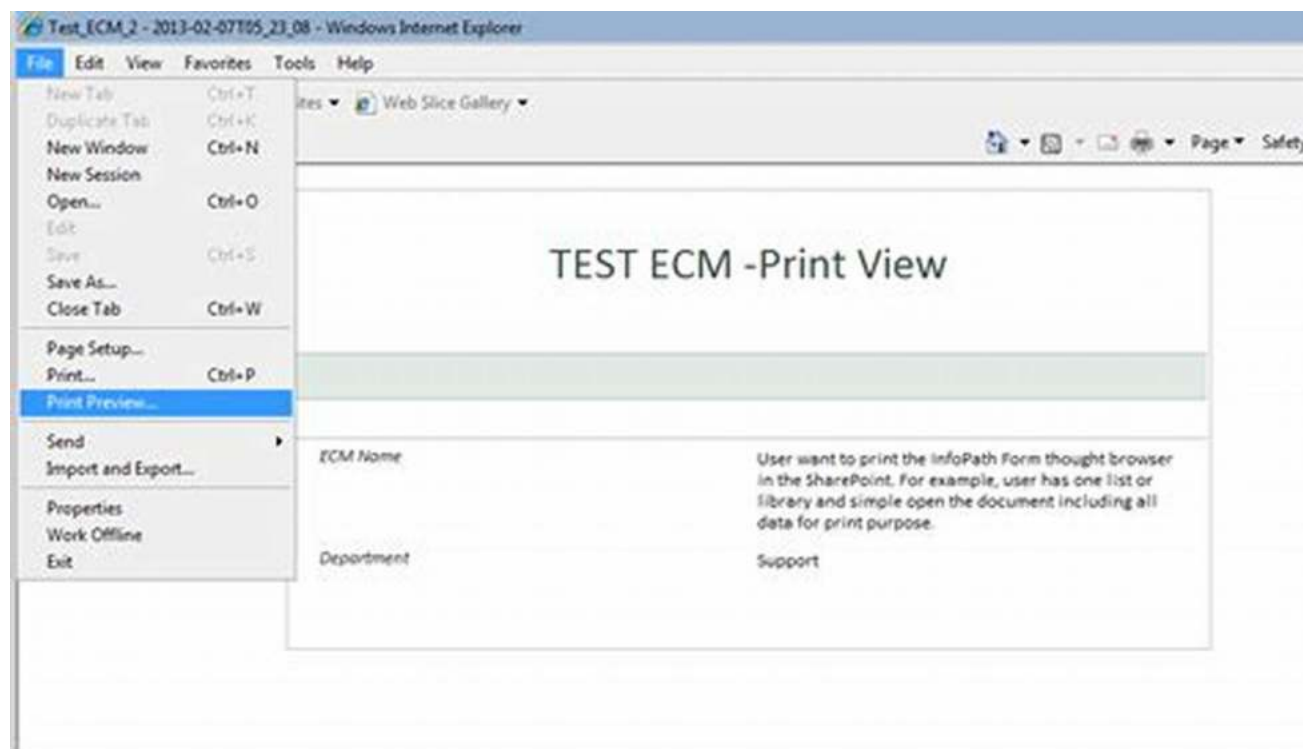 Test_ECM_2 - 2013-02-07T05_23_08 - Windows Internet Explorer
File Edit View Favorites Tools Help
New Tab Ctrl+T
Duplicate Tab Ctrl+K
New Window Ctrl+N
New Session
Open... Ctrl+O
Edit
Save Ctrl+S
Save As...
Close Tab Ctrl+W
Page Setup...
Print... Ctrl+P
Print Preview...
Send
Import and Export...
Properties
Work Offline
Exit
ites Web Slice Gallery
Page Safety
TEST ECM -Print View
ECM Name
User want to print the InfoPath Form thought browser
in the SharePoint. For example, user has one list or
library and simple open the document including all
data for print purpose.
Department
Support